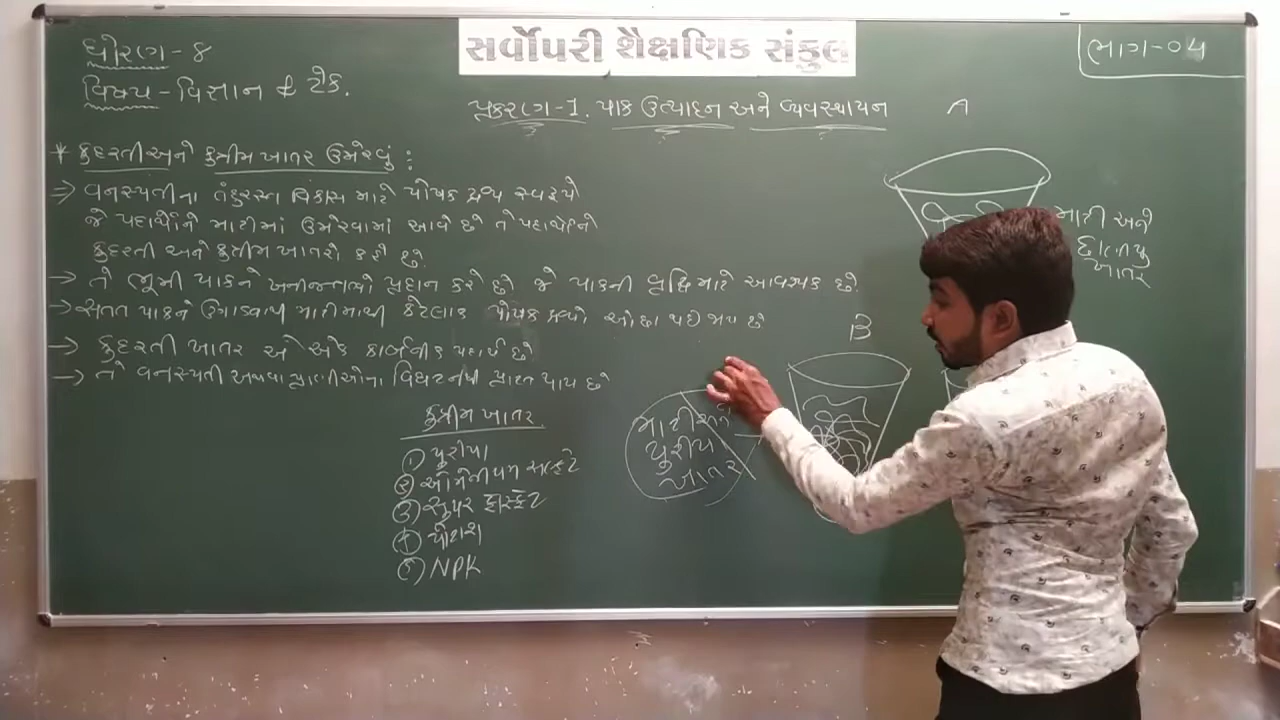 સર્વોપરી શૈક્ષણિક સંકુલ
ધોરણ - ૪
વિષય - વિજ્ઞાન & ટેક.
ભાગ-૦૫
પ્રકરણ-1. પાક ઉત્પાદન અને વ્યવસ્થાયન
* કુદરતી અને કૃત્રીમ ખાતર ઉમેરવું :
⇒ વનસ્પતીના તંદુરસ્ત વિકાસ માટે પોષક દ્રવ્ય સ્વરૂપે
જે પદાર્થોને માટીમાં ઉમેરવામાં આવે છે તે પદાર્થોને
કુદરતી અને કૃત્રીમ ખાતરો કહે છે.
→ તે ભૂમી પાકને ખનીજતત્વો પ્રદાન કરે છે જે પાકની વૃદ્ધિ માટે આવશ્યક છે.
→ સતત પાકને ઉગાડવાથી માટીમાથી કેટલાક પોષક દ્રવ્યો ઓછા થઈ જાય છે
→ કુદરતી ખાતર એ એક કાર્બનીક પદાર્થ છે
→ તે વનસ્પતી અથવા પ્રાણીઓના વિઘટનથી પ્રાપ્ત થાય છે
કૃત્રીમ ખાતર
① યુરીયા
② એમોનીયમ સલ્ફેટ
③ સુપર ફોસ્ફેટ
④ પોટાશ
⑤ NPK
A
માટી અને
છાણીયુ
ખાતર
B
માટી અને
યુરીયા
ખાતર